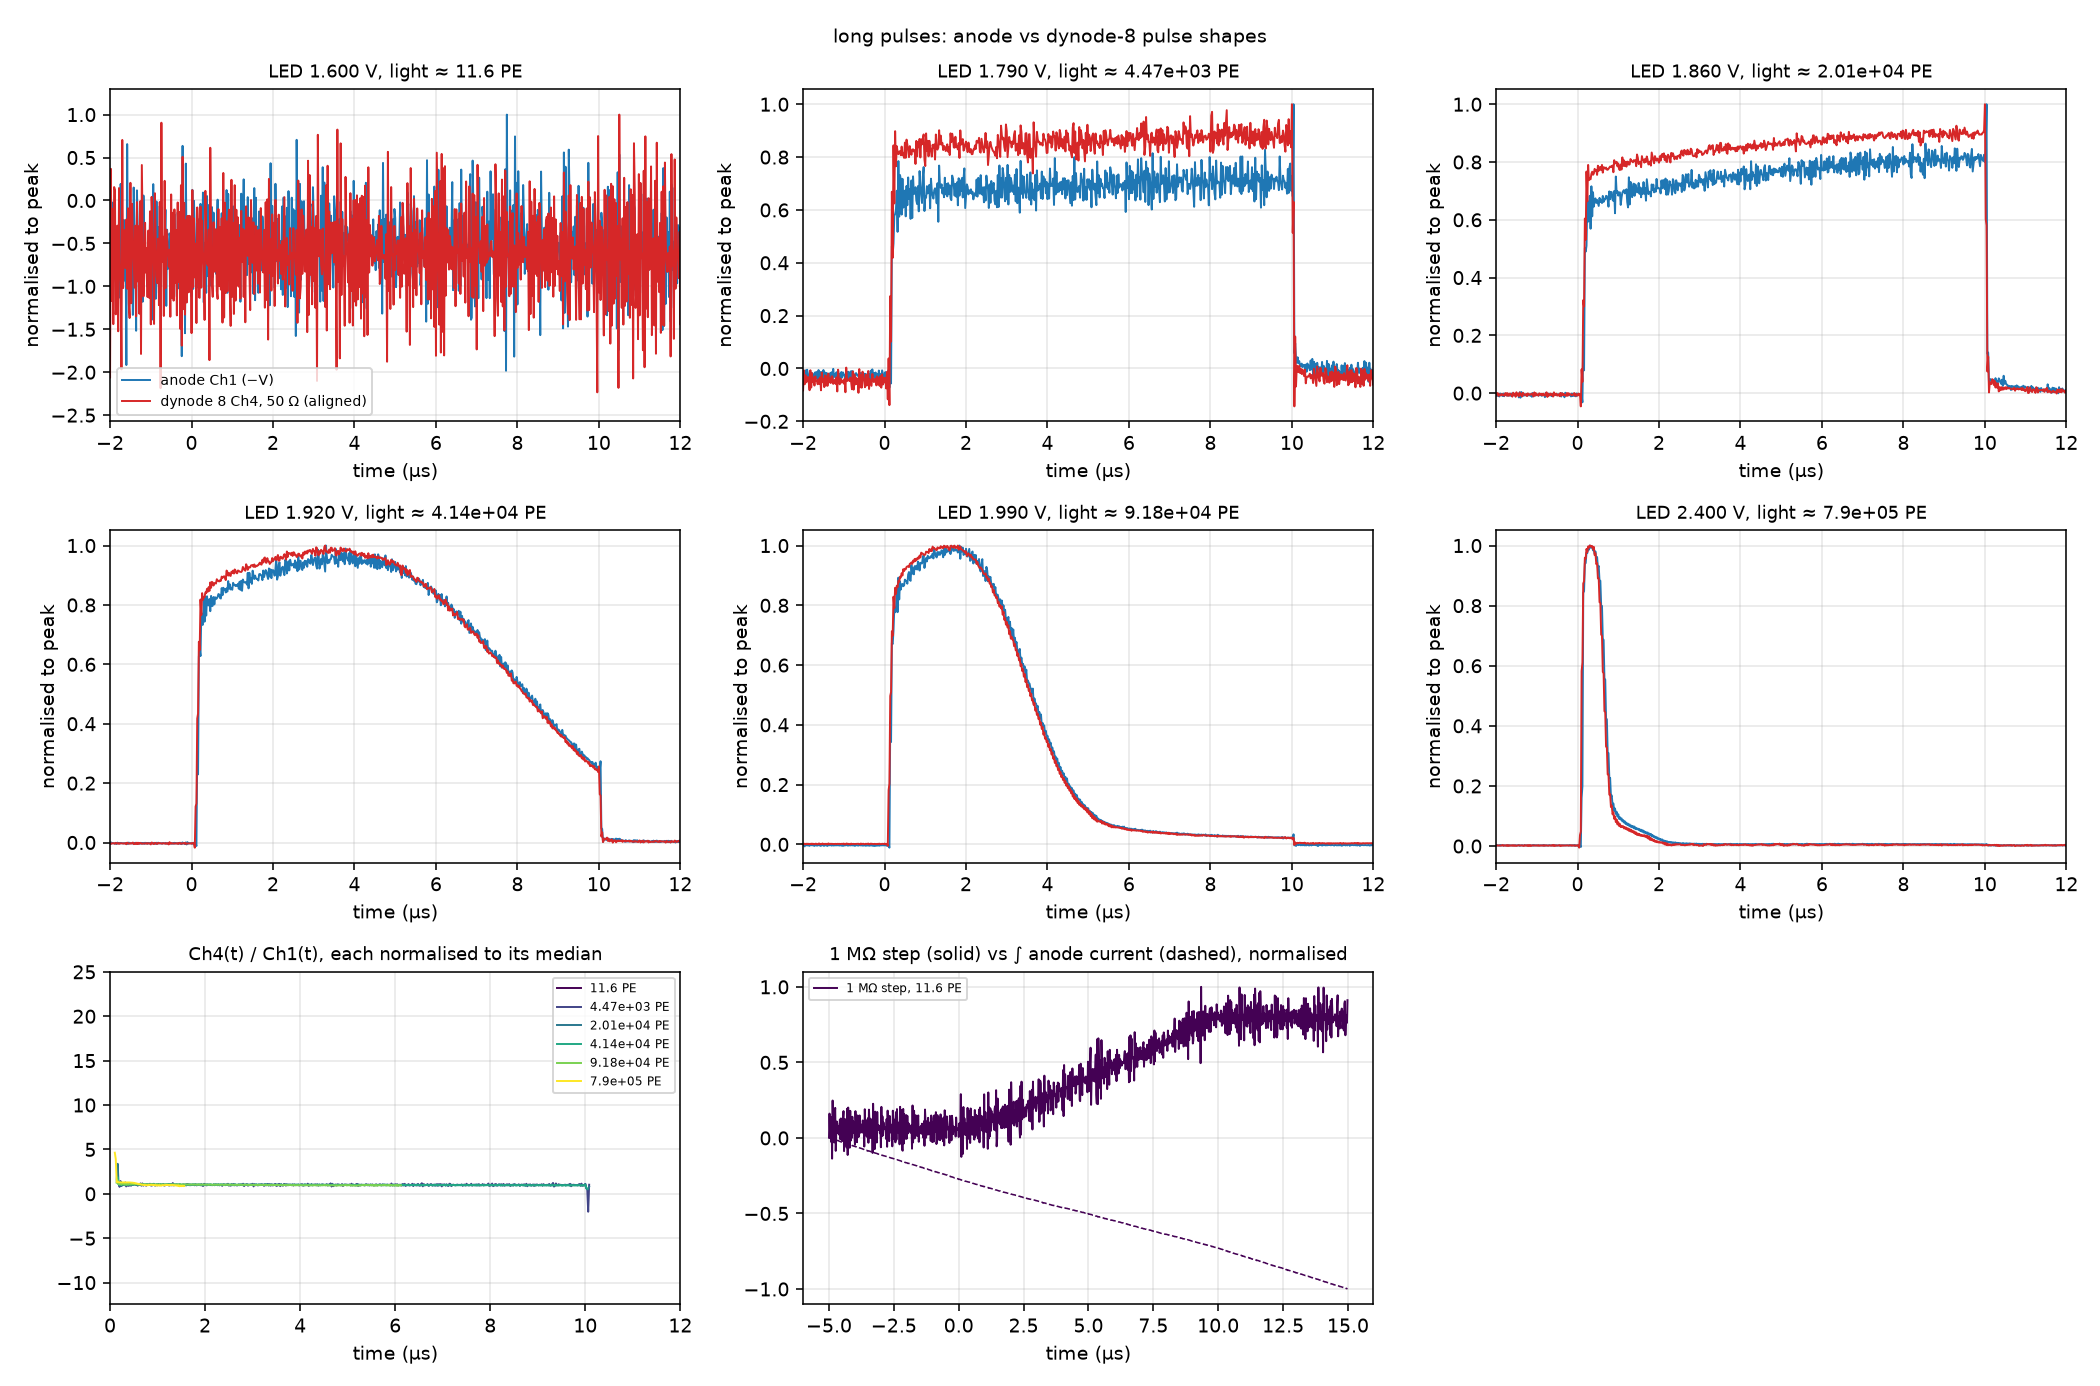 long pulses: anode vs dynode-8 pulse shapes
LED 1.600 V, light ≈ 11.6 PE
1.0
0.5
0.0
−0.5
−1.0
−1.5
−2.0
−2.5
normalised to peak
anode Ch1 (−V)
dynode 8 Ch4, 50 Ω (aligned)
−2 0 2 4 6 8 10 12
time (μs)
LED 1.790 V, light ≈ 4.47e+03 PE
1.0
0.8
0.6
0.4
0.2
0.0
−0.2
normalised to peak
−2 0 2 4 6 8 10 12
time (μs)
LED 1.860 V, light ≈ 2.01e+04 PE
1.0
0.8
0.6
0.4
0.2
0.0
normalised to peak
−2 0 2 4 6 8 10 12
time (μs)
LED 1.920 V, light ≈ 4.14e+04 PE
1.0
0.8
0.6
0.4
0.2
0.0
normalised to peak
−2 0 2 4 6 8 10 12
time (μs)
LED 1.990 V, light ≈ 9.18e+04 PE
1.0
0.8
0.6
0.4
0.2
0.0
normalised to peak
−2 0 2 4 6 8 10 12
time (μs)
LED 2.400 V, light ≈ 7.9e+05 PE
1.0
0.8
0.6
0.4
0.2
0.0
normalised to peak
−2 0 2 4 6 8 10 12
time (μs)
Ch4(t) / Ch1(t), each normalised to its median
25
20
15
10
5
0
−5
−10
11.6 PE
4.47e+03 PE
2.01e+04 PE
4.14e+04 PE
9.18e+04 PE
7.9e+05 PE
0 2 4 6 8 10 12
time (μs)
1 MΩ step (solid) vs ∫ anode current (dashed), normalised
1.0
0.5
0.0
−0.5
−1.0
1 MΩ step, 11.6 PE
−5.0 −2.5 0.0 2.5 5.0 7.5 10.0 12.5 15.0
time (μs)